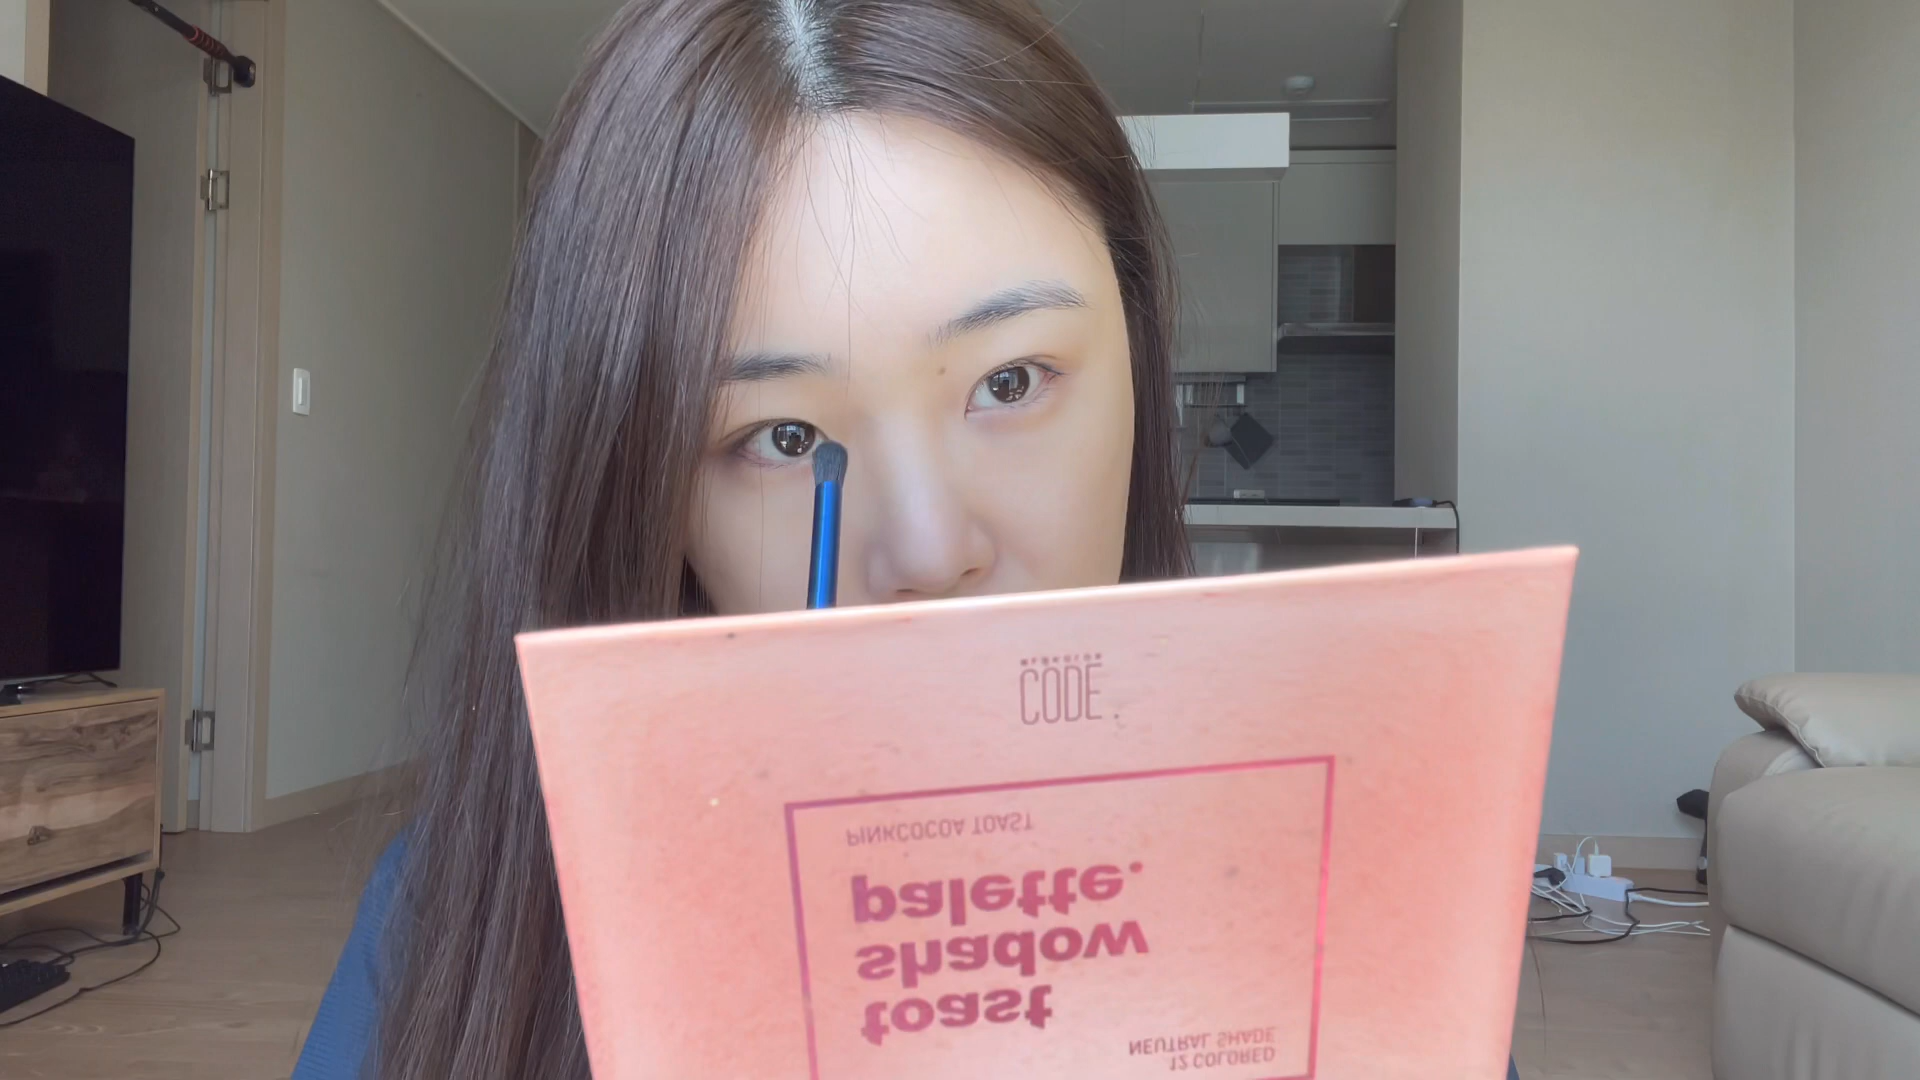 12 COLORED
NEUTRAL SHADE
toast
shadow
palette.
PINKCOCOA TOAST
CODE